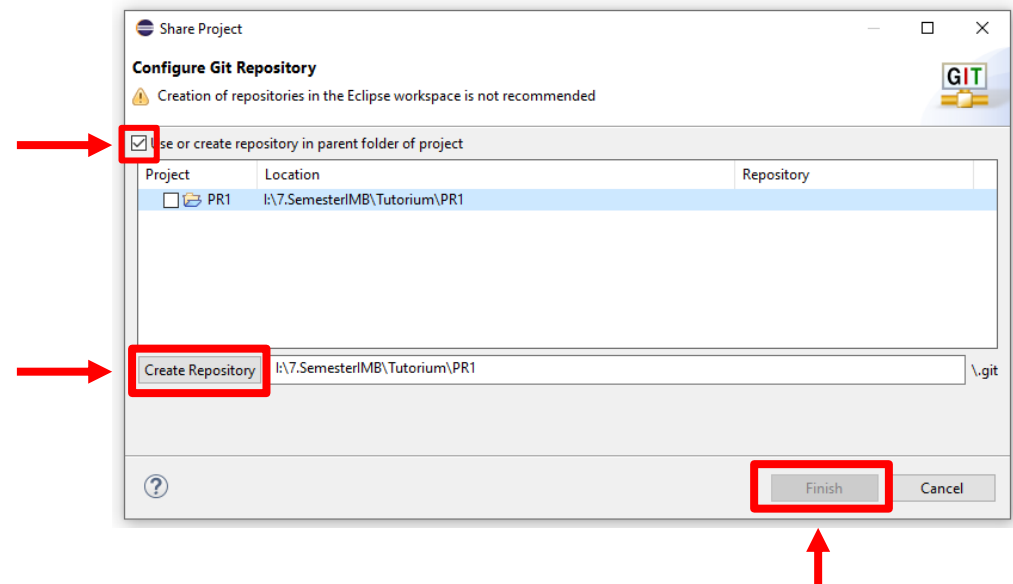 Share Project
Configure Git Repository
GIT
Creation of repositories in the Eclipse workspace is not recommended
Use or create repository in parent folder of project
Project Location Repository
PR1 I:\7.SemesterIMB\Tutorium\PR1
Create Repository I:\7.SemesterIMB\Tutorium\PR1 \.git
? Finish Cancel